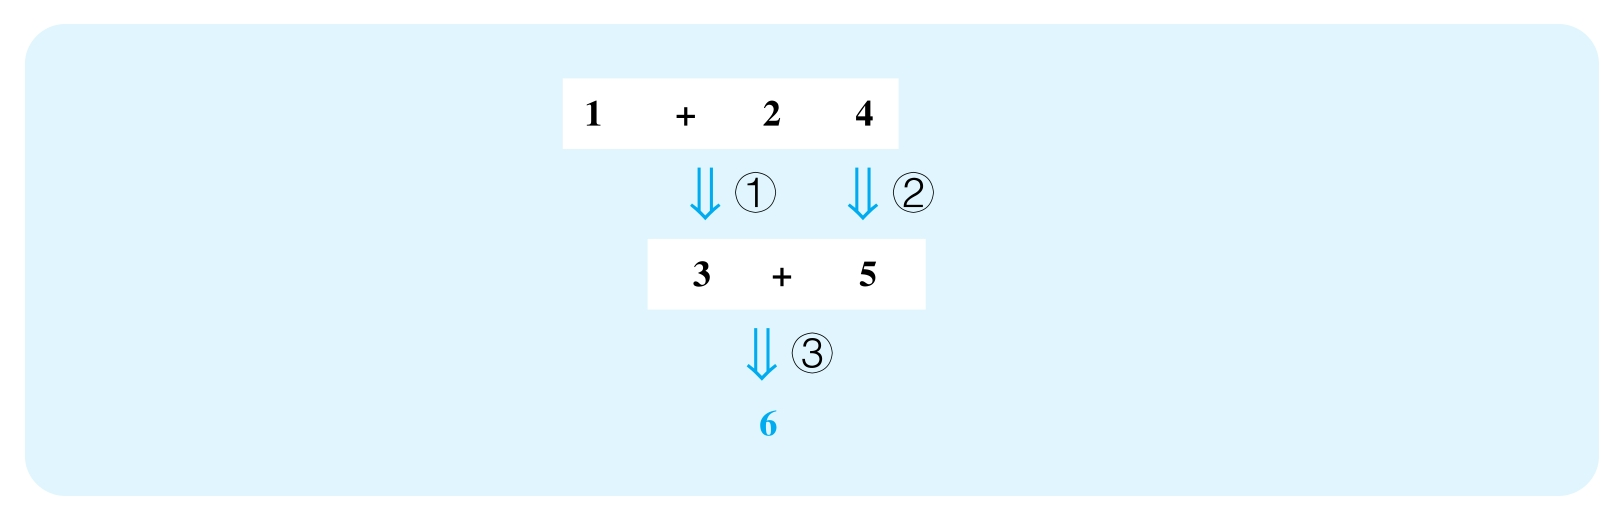 1 + 2 4
⇓ ① ⇓ ②
3 + 5
⇓ ③
6